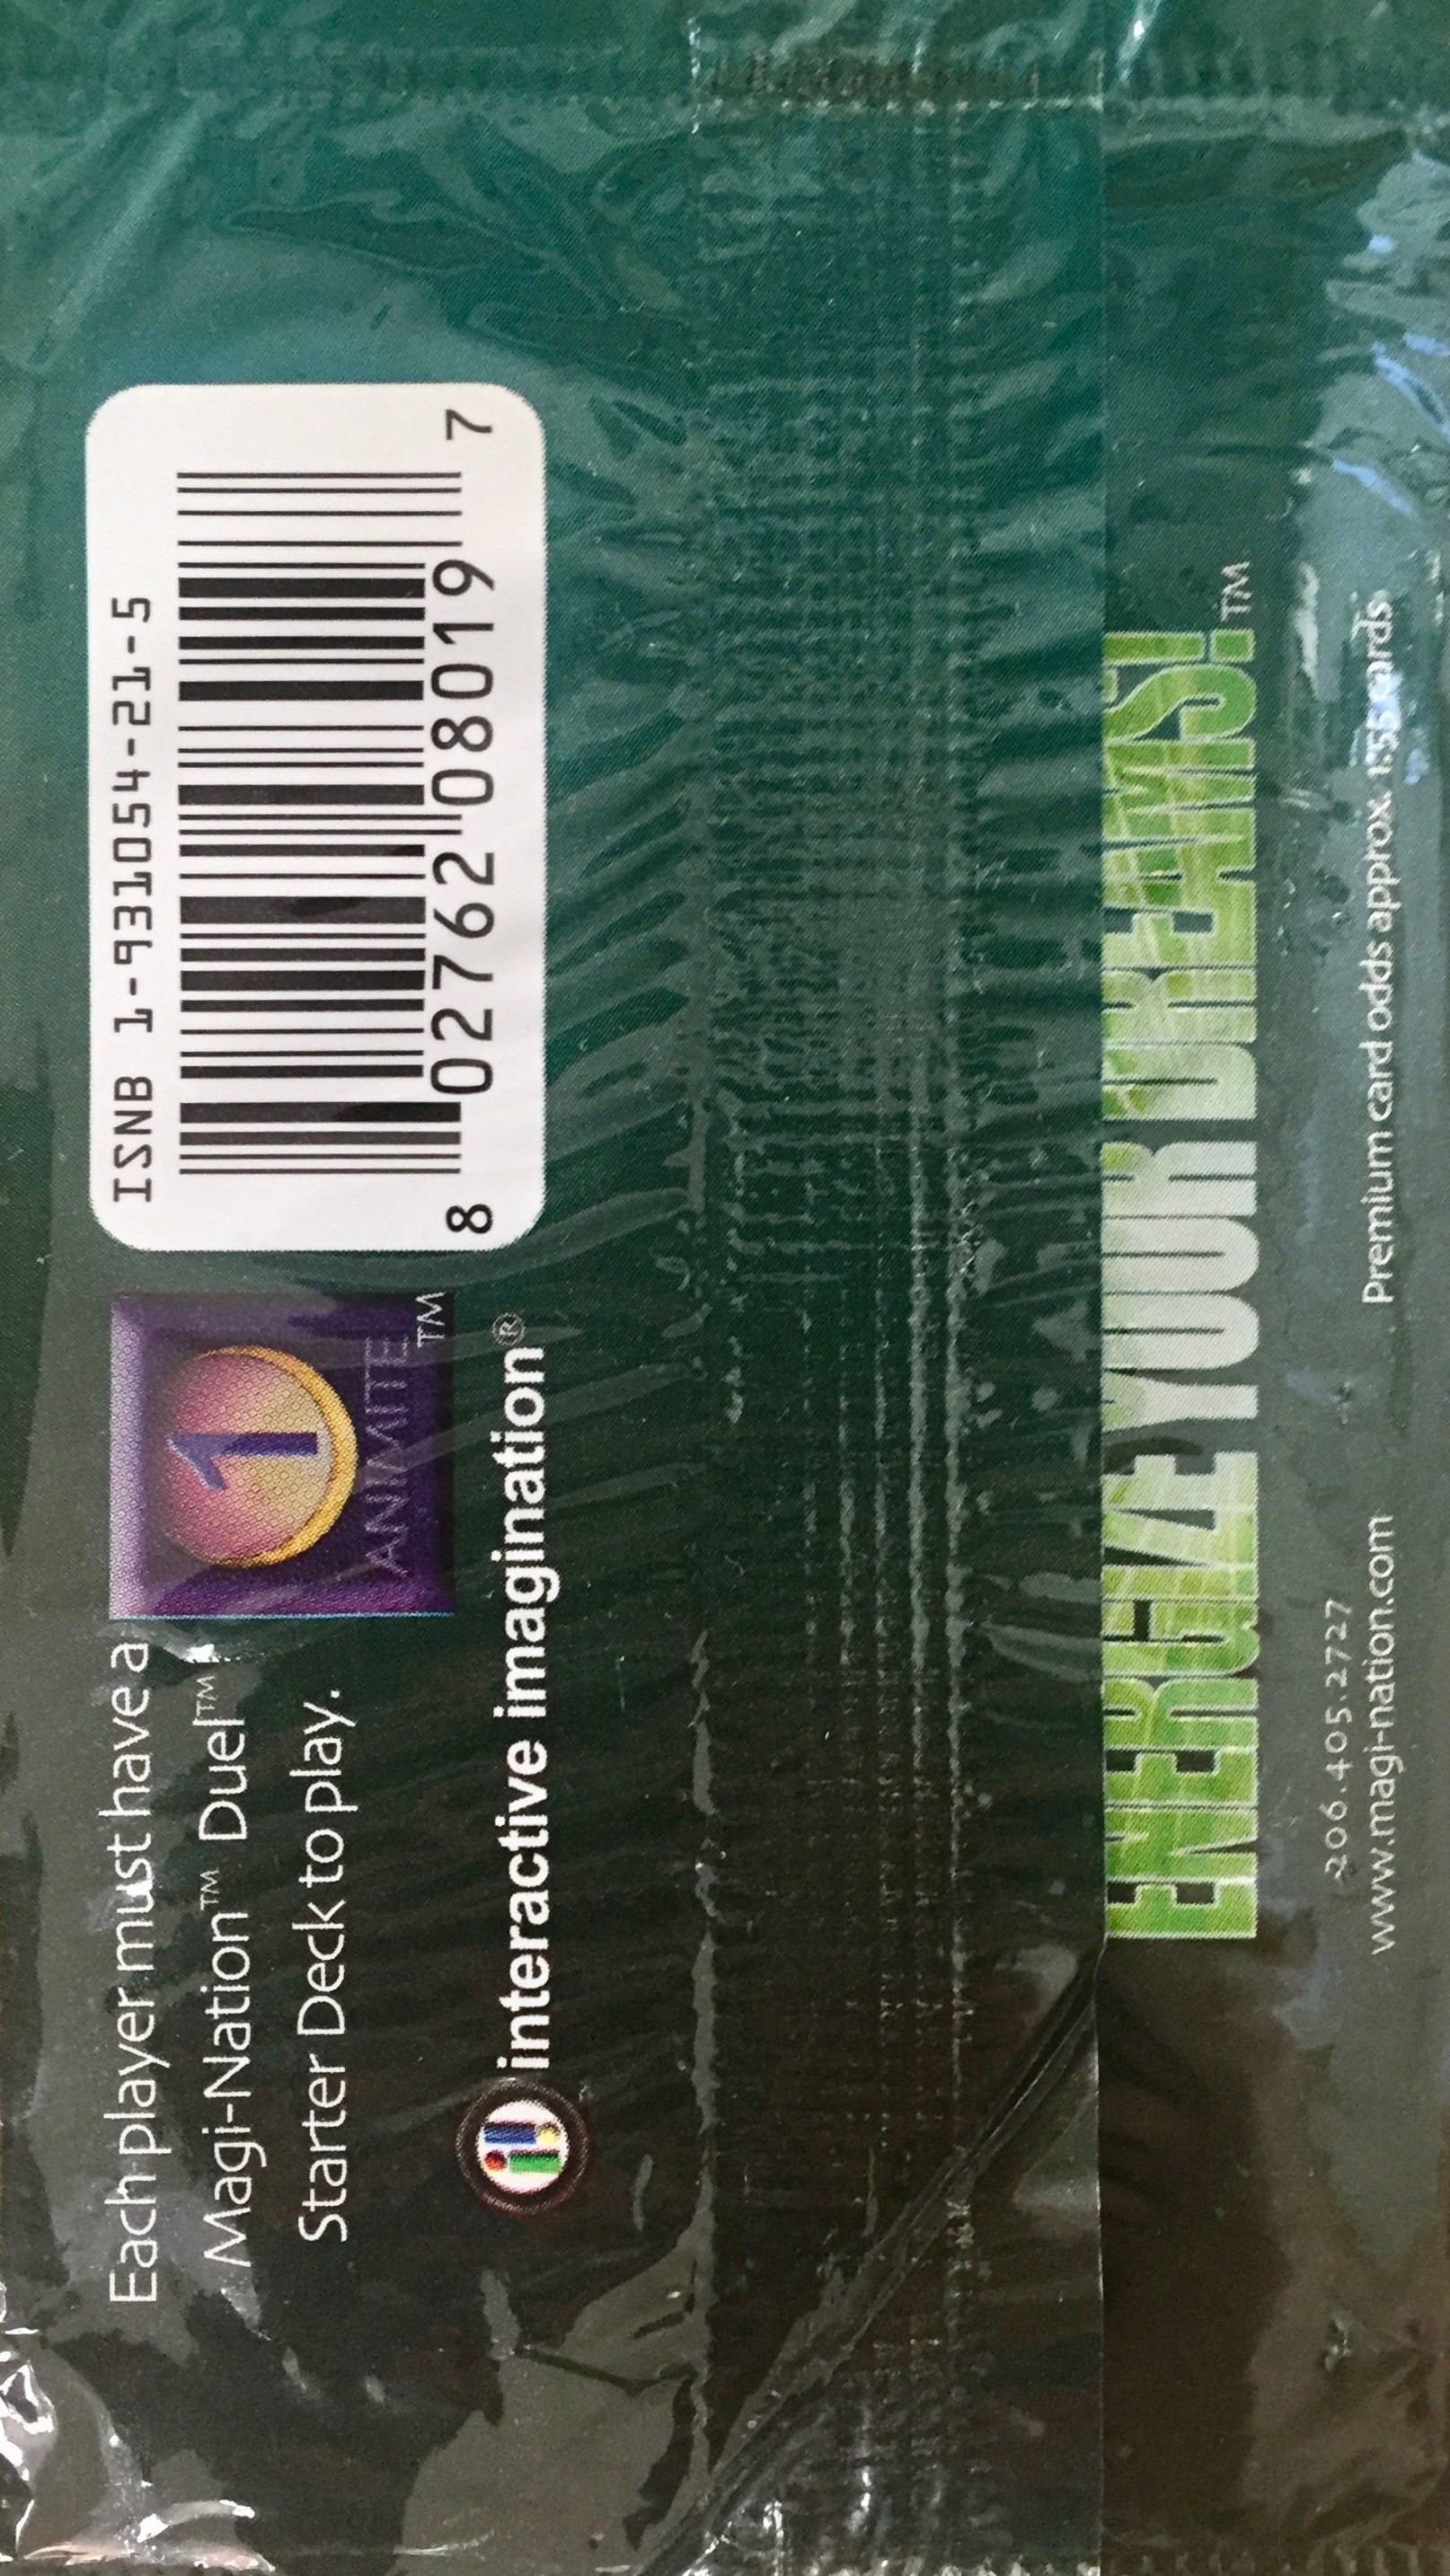 Each player must have a
Magi-Nation™ Duel™
Starter Deck to play.
1
ANIMITE™
ISNB 1-931054-21-5
8 02762 08019 7
interactive imagination®
ENERGIZE YOUR DREAMS!™
206.405.2727
www.magi-nation.com
Premium card odds approx. 1:55 cards